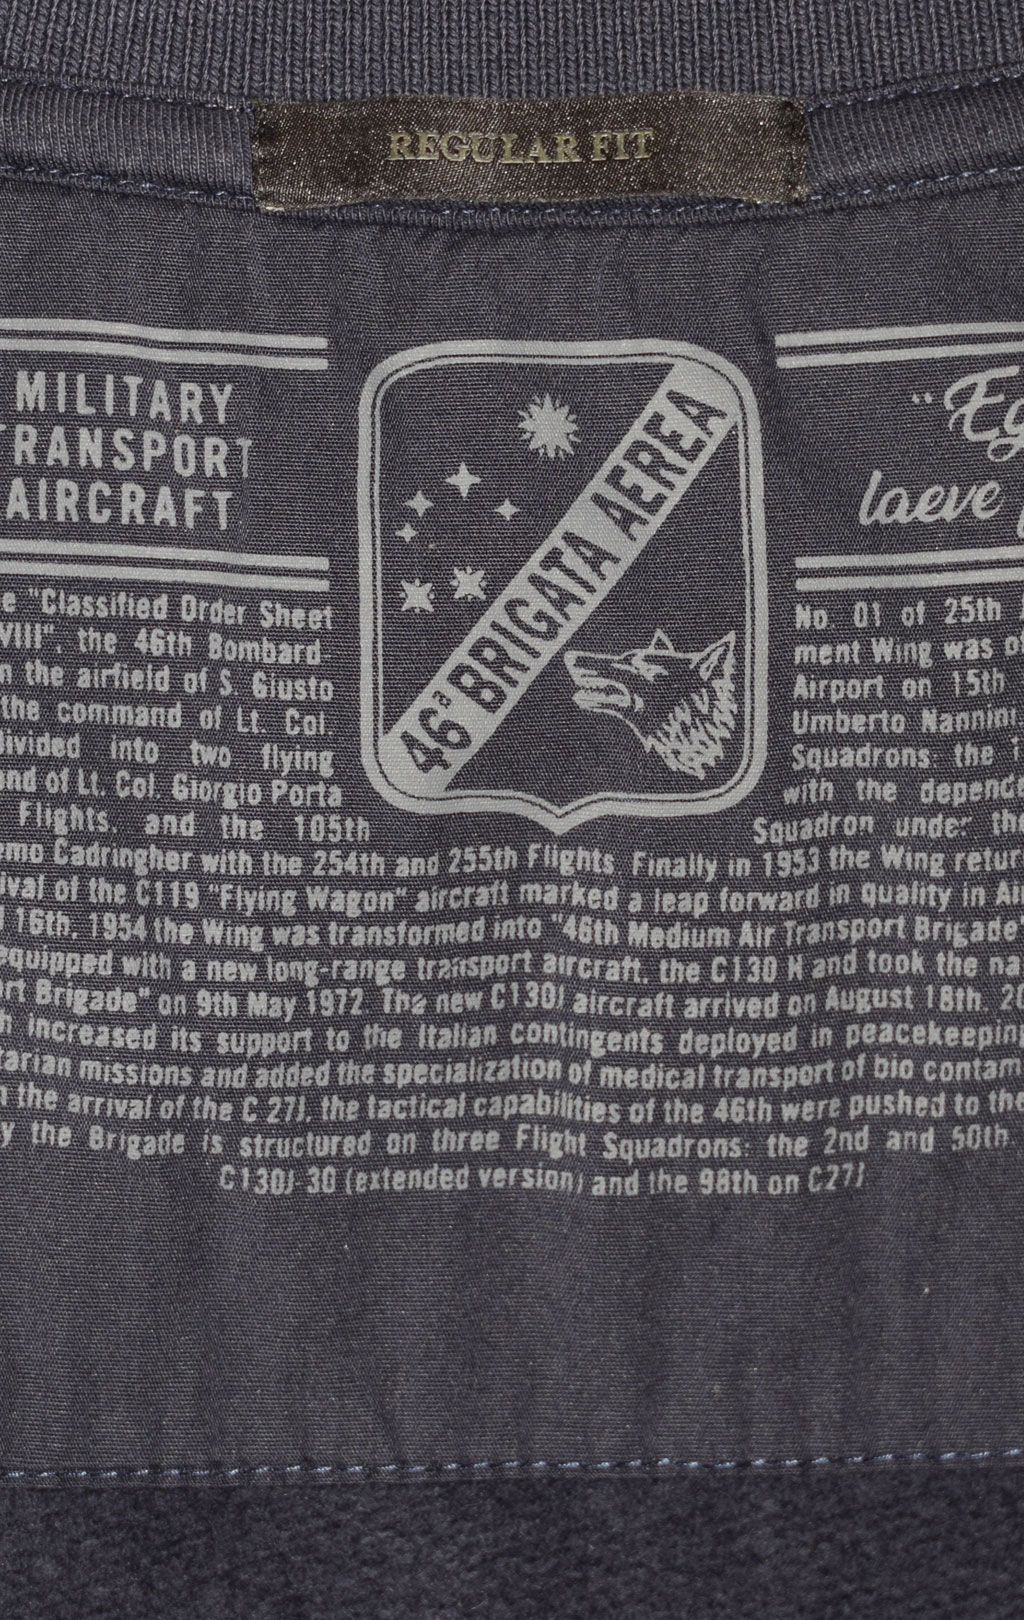 REGULAR FIT
MILITARY
TRANSPORT
AIRCRAFT
46ª BRIGATA AEREA
"Eg
laeve
"Classified Order Sheet No. 01 of 25th
VIII", the 46th Bombard- ment Wing was
the airfield of S. Giusto Airport on 15th
the command of Lt. Col. Umberto Nannini,
divided into two flying Squadrons: the
and of Lt. Col. Giorgio Porta with the
Flights, and the 105th Squadron under
Cadringher with the 254th and 255th Flights. Finally in 1953 the Wing
of the C119 "Flying Wagon" aircraft marked a leap forward in quality in
16th, 1954 the Wing was transformed into "46th Medium Air Transport Brigade"
equipped with a new long-range transport aircraft, the C130 H and took the
Brigade" on 9th May 1972. The new C130J aircraft arrived on August 18th,
increased its support to the Italian contingents deployed in peacekeeping
missions and added the specialization of medical transport of bio
the arrival of the C 27J, the tactical capabilities of the 46th were pushed to the
the Brigade is structured on three Flight Squadrons: the 2nd and 50th
C130J-30 (extended version) and the 98th on C27J